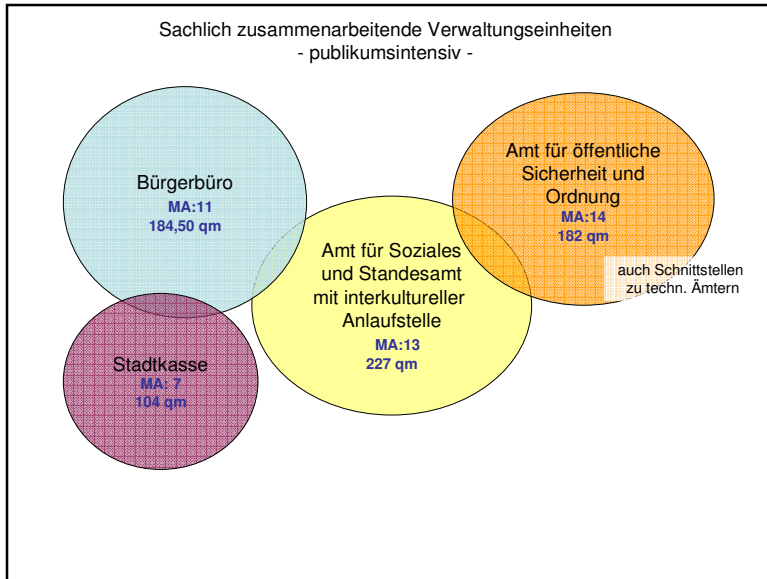 Sachlich zusammenarbeitende Verwaltungseinheiten
- publikumsintensiv -
Bürgerbüro
MA:11
184,50 qm
Amt für öffentliche
Sicherheit und
Ordnung
MA:14
182 qm
auch Schnittstellen
zu techn. Ämtern
Amt für Soziales
und Standesamt
mit interkultureller
Anlaufstelle
MA:13
227 qm
Stadtkasse
MA: 7
104 qm